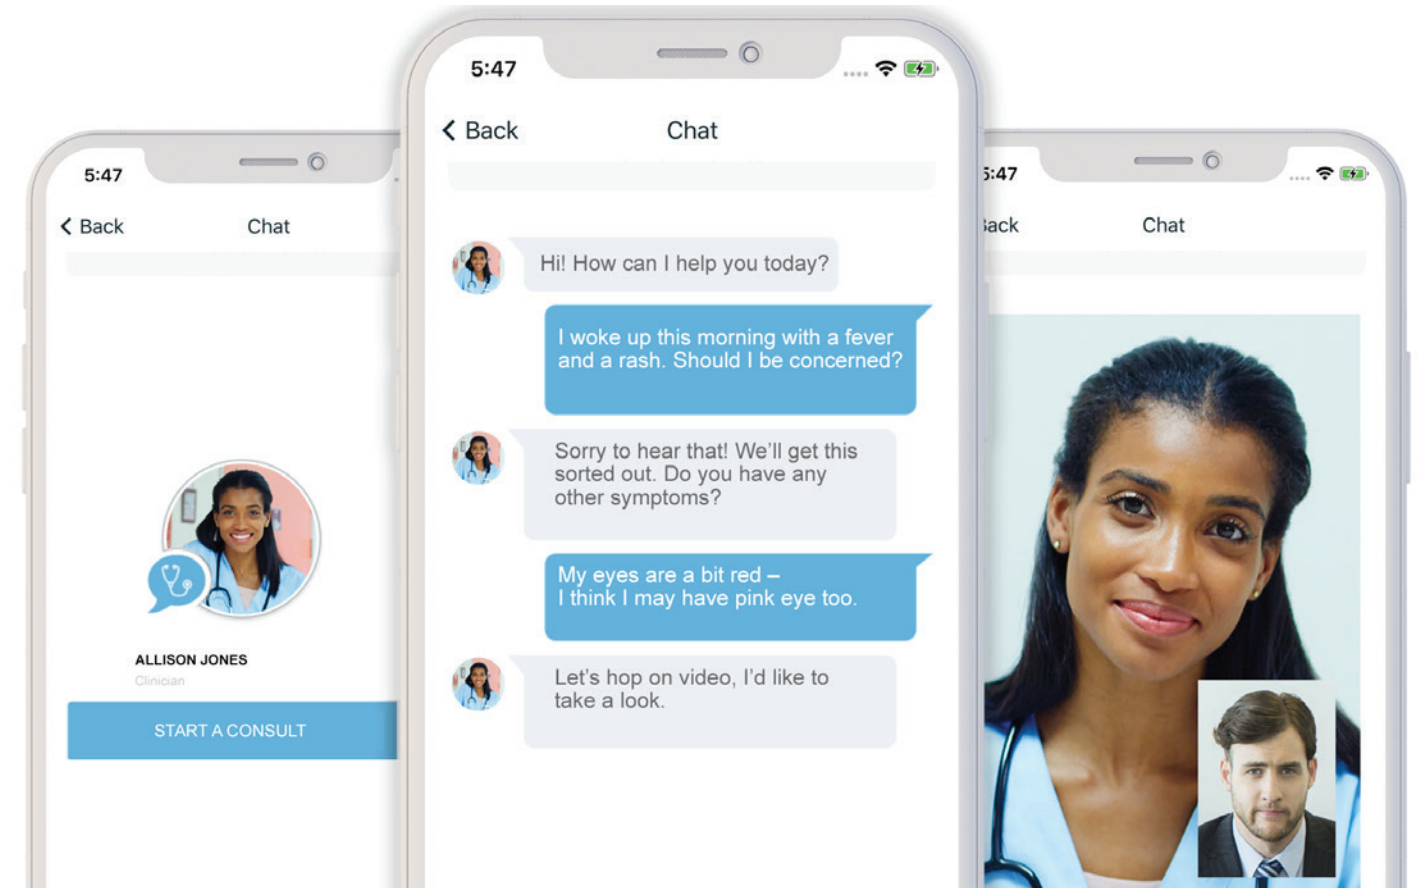 5:47
Back
Chat
ALLISON JONES
Clinician
START A CONSULT
5:47
Back
Chat
Hi! How can I help you today?
I woke up this morning with a fever
and a rash. Should I be concerned?
Sorry to hear that! We'll get this
sorted out. Do you have any
other symptoms?
My eyes are a bit red –
I think I may have pink eye too.
Let's hop on video, I'd like to
take a look.
5:47
ack
Chat